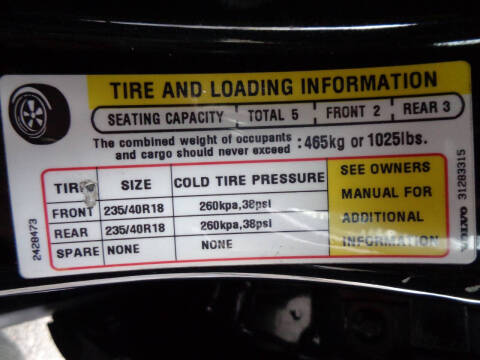 TIRE AND LOADING INFORMATION
SEATING CAPACITY TOTAL 5 FRONT 2 REAR 3
The combined weight of occupants and cargo should never exceed : 465kg or 1025lbs.
TIRE SIZE COLD TIRE PRESSURE
FRONT 235/40R18 260kpa,38psi
REAR 235/40R18 260kpa,38psi
SPARE NONE NONE
SEE OWNERS
MANUAL FOR
ADDITIONAL
INFORMATION
2428473
VOLVO 31283315